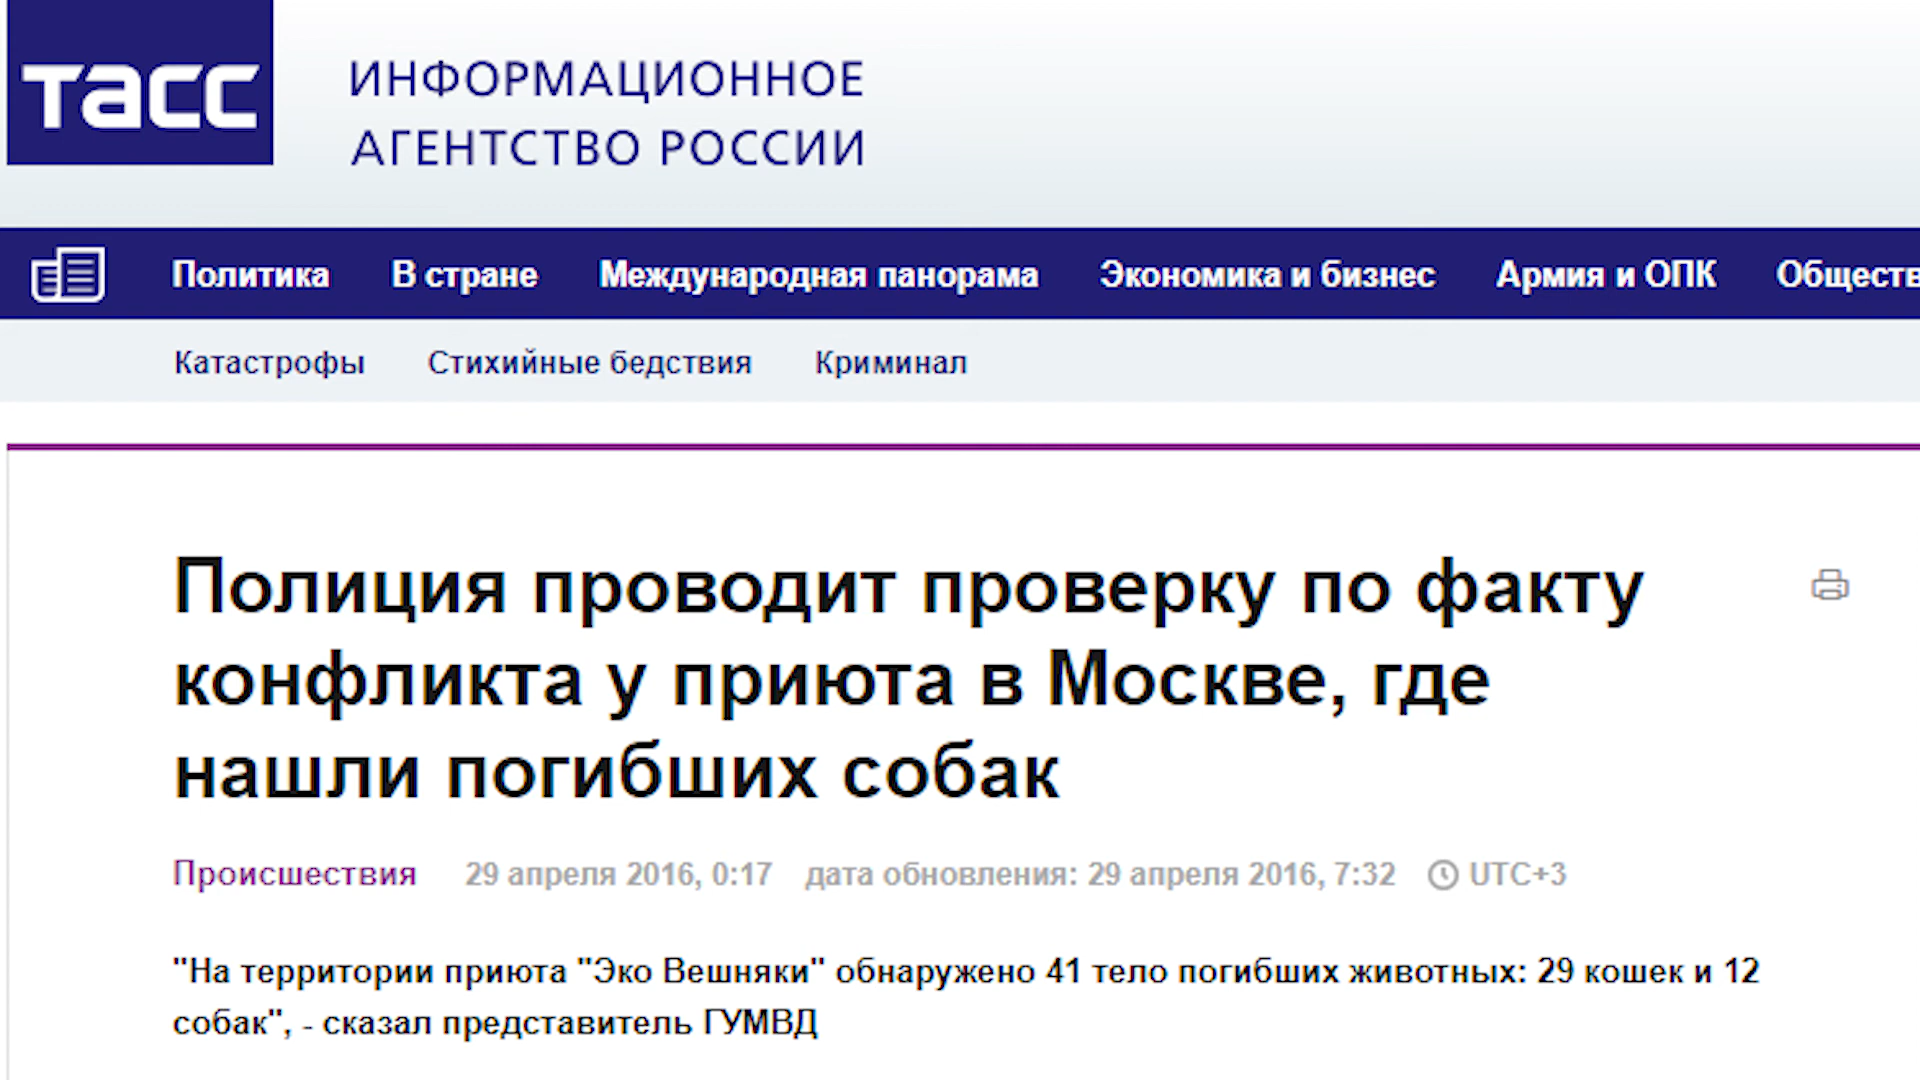 тасс
ИНФОРМАЦИОННОЕ
АГЕНТСТВО РОССИИ
Политика В стране Международная панорама Экономика и бизнес Армия и ОПК Обществ
Катастрофы Стихийные бедствия Криминал
Полиция проводит проверку по факту
конфликта у приюта в Москве, где
нашли погибших собак
Происшествия 29 апреля 2016, 0:17 дата обновления: 29 апреля 2016, 7:32 UTC+3
"На территории приюта "Эко Вешняки" обнаружено 41 тело погибших животных: 29 кошек и 12
собак", - сказал представитель ГУМВД